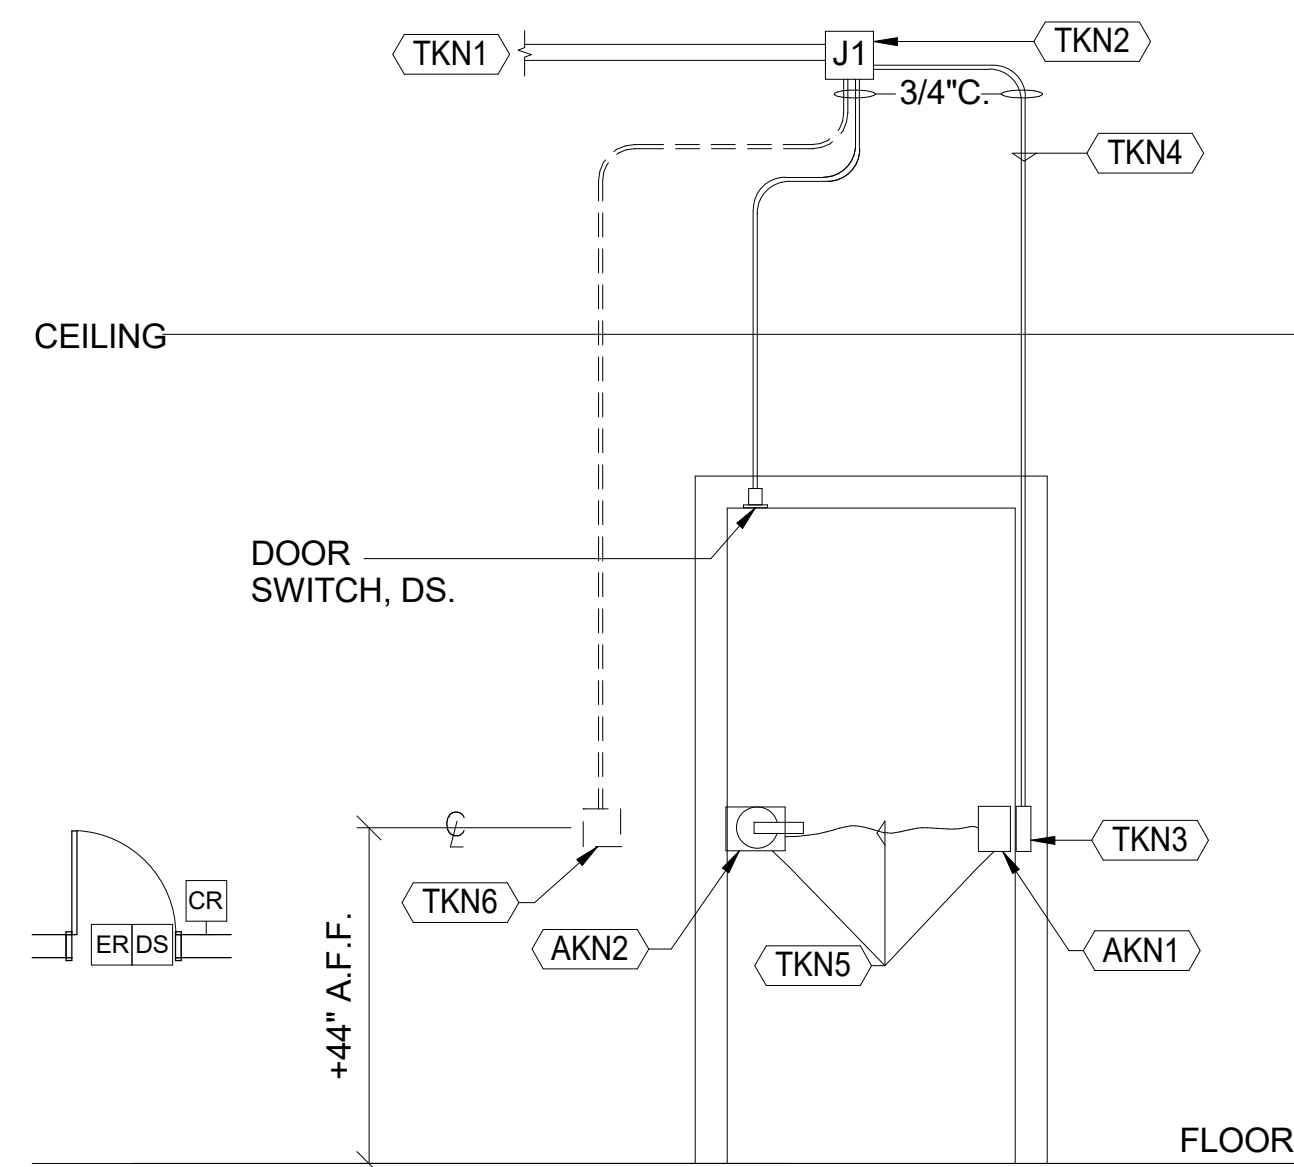 TKN1
J1
TKN2
3/4"C.
TKN4
CEILING
DOOR
SWITCH, DS.
℄
TKN3
TKN6
CR
ER
DS
AKN2
TKN5
AKN1
+44" A.F.F.
FLOOR